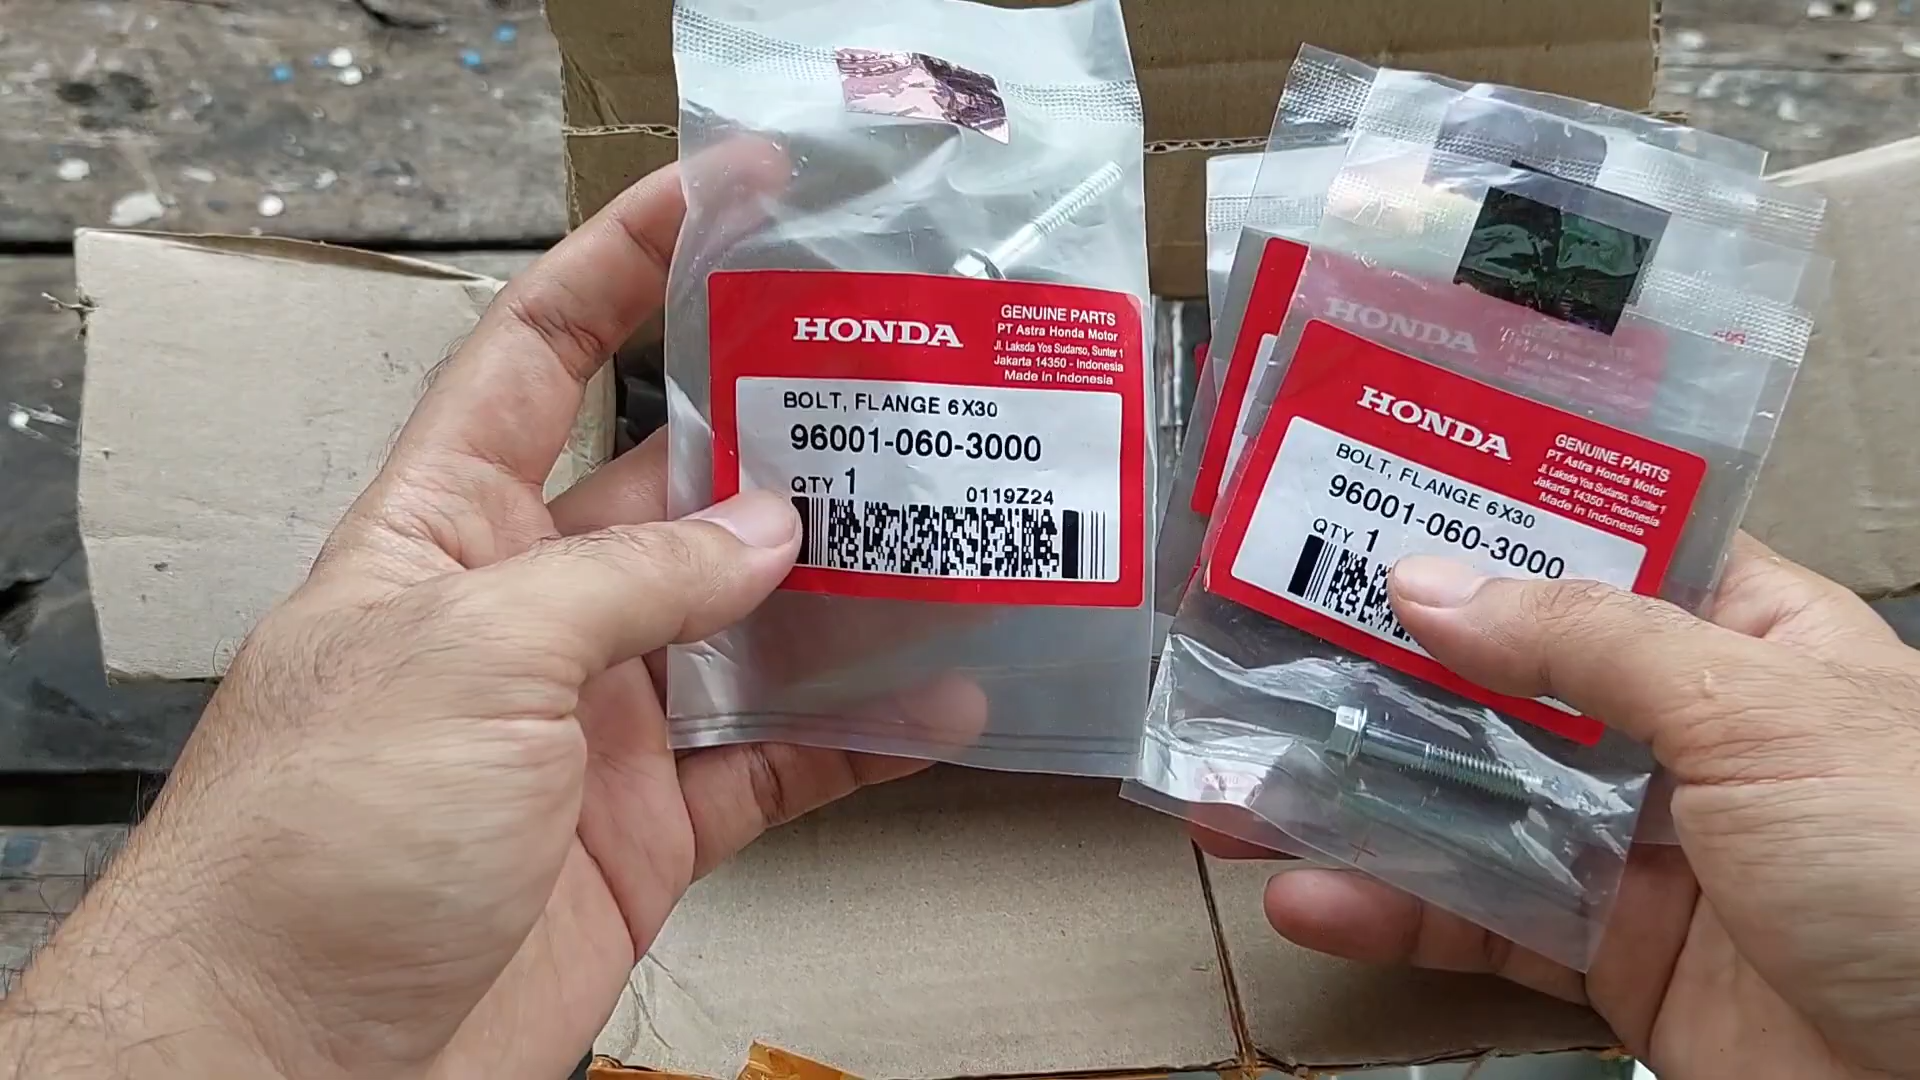 HONDA
GENUINE PARTS
PT Astra Honda Motor
Jl. Laksda Yos Sudarso, Sunter 1
Jakarta 14350 - Indonesia
Made in Indonesia
BOLT, FLANGE 6X30
96001-060-3000
QTY 1
0119Z24
HONDA
HONDA
GENUINE PARTS
PT Astra Honda Motor
Jl. Laksda Yos Sudarso, Sunter 1
Jakarta 14350 - Indonesia
Made in Indonesia
BOLT, FLANGE 6X30
96001-060-3000
QTY 1